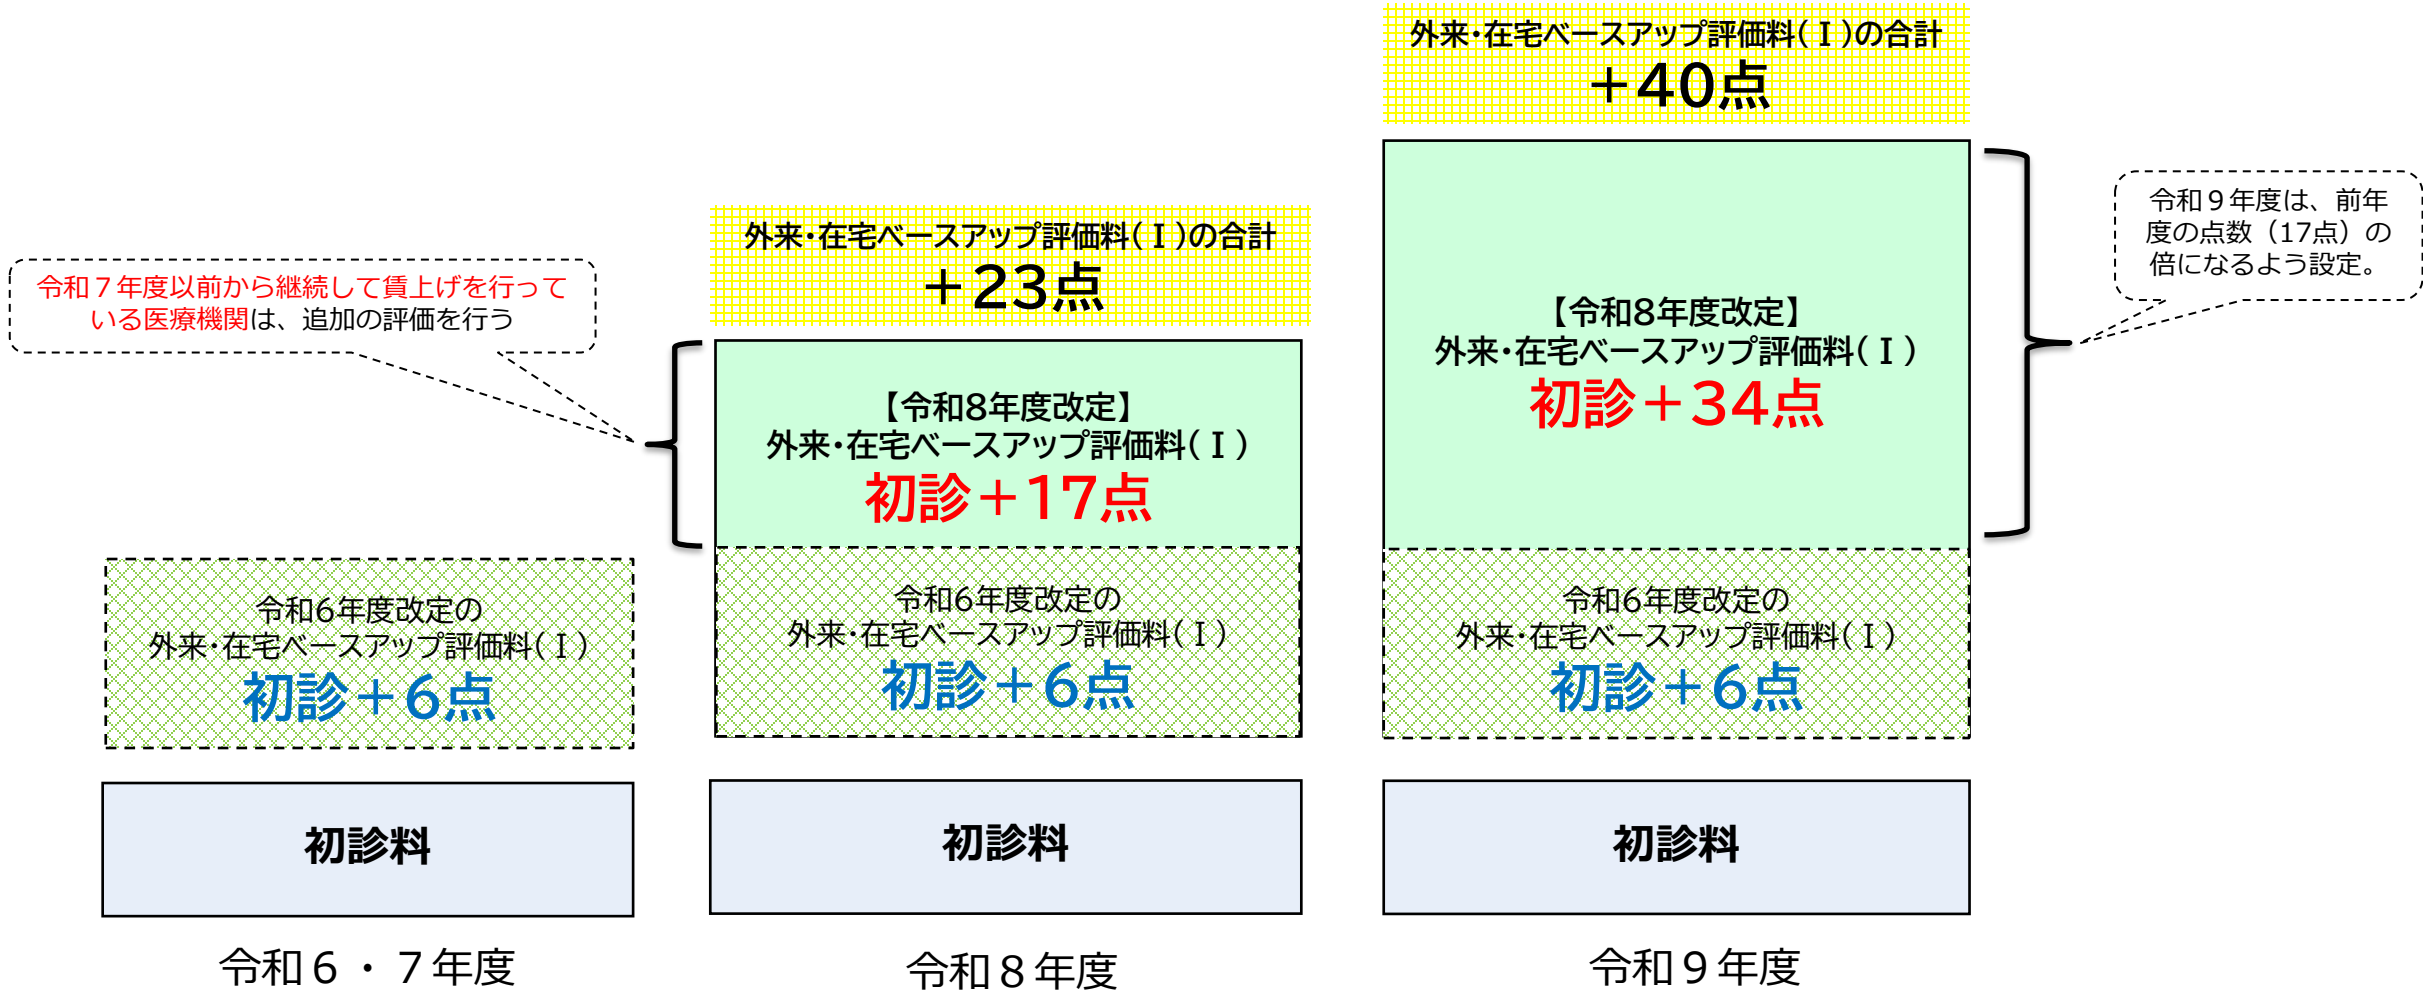 令和７年度以前から継続して賃上げを行って
いる医療機関は、追加の評価を行う
令和6年度改定の
外来・在宅ベースアップ評価料(Ⅰ)
初診＋6点
初診料
令和６・７年度
外来・在宅ベースアップ評価料(Ⅰ)の合計
＋23点
【令和8年度改定】
外来・在宅ベースアップ評価料(Ⅰ)
初診＋17点
令和6年度改定の
外来・在宅ベースアップ評価料(Ⅰ)
初診＋6点
初診料
令和８年度
外来・在宅ベースアップ評価料(Ⅰ)の合計
＋40点
【令和8年度改定】
外来・在宅ベースアップ評価料(Ⅰ)
初診＋34点
令和6年度改定の
外来・在宅ベースアップ評価料(Ⅰ)
初診＋6点
初診料
令和９年度
令和９年度は、前年
度の点数（17点）の
倍になるよう設定。